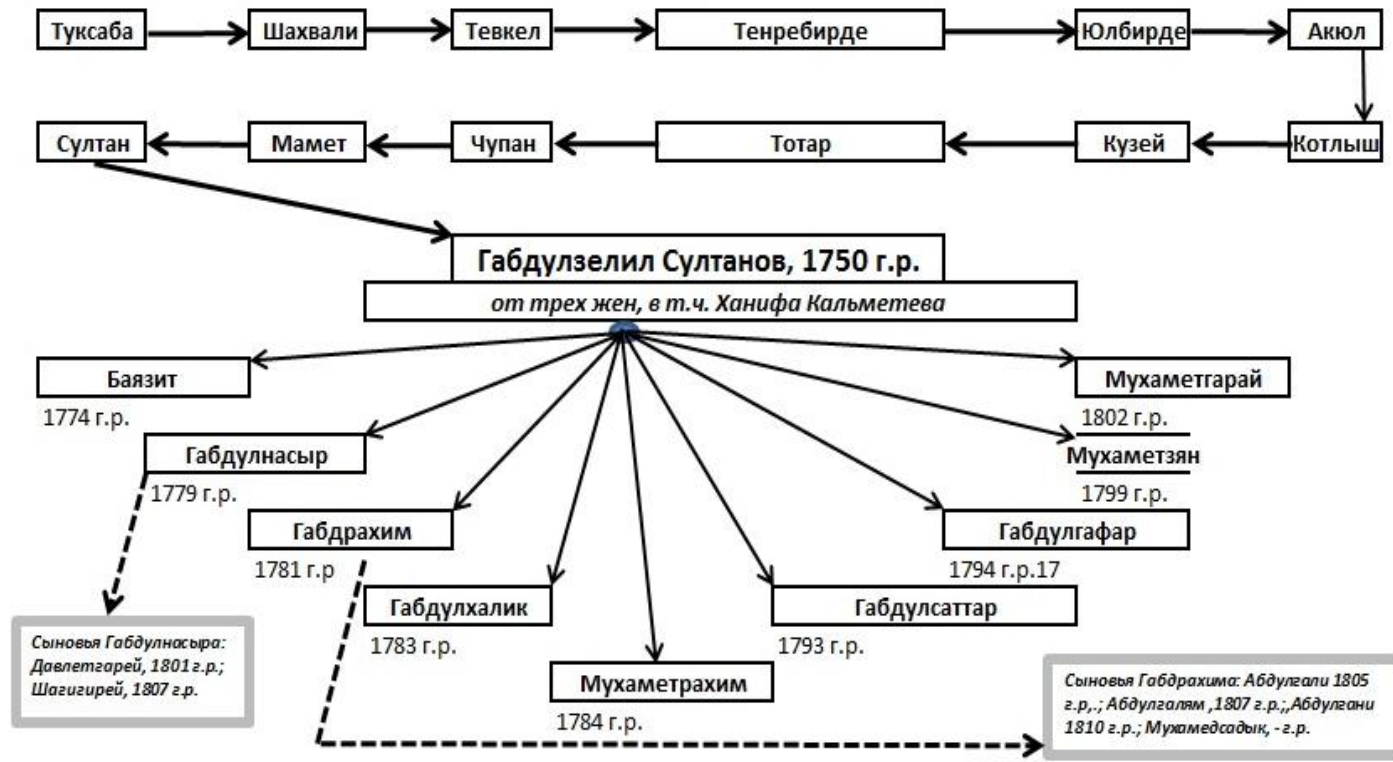 Туксаба Шахвали Тевкел Тенребирде Юлбирде Акюл
Султан Мамет Чупан Тотар Кузей Котлыш
Габдулзелил Султанов, 1750 г.р.
от трех жен, в т.ч. Ханифа Кальметева
Баязит
1774 г.р.
Мухаметгарай
1802 г.р.
Габдулнасыр
1779 г.р.
Мухаметзян
1799 г.р.
Габдрахим
1781 г.р
Габдулгафар
1794 г.р.17
Габдулхалик
1783 г.р.
Габдулсаттар
1793 г.р.
Мухаметрахим
1784 г.р.
Сыновья Габдулнасыра:
Давлетгарей, 1801 г.р.;
Шагигирей, 1807 г.р.
Сыновья Габдрахима: Абдулгали 1805
г.р,.; Абдулгалям ,1807 г.р.;,Абдулгани
1810 г.р.; Мухамедсадык, - г.р.